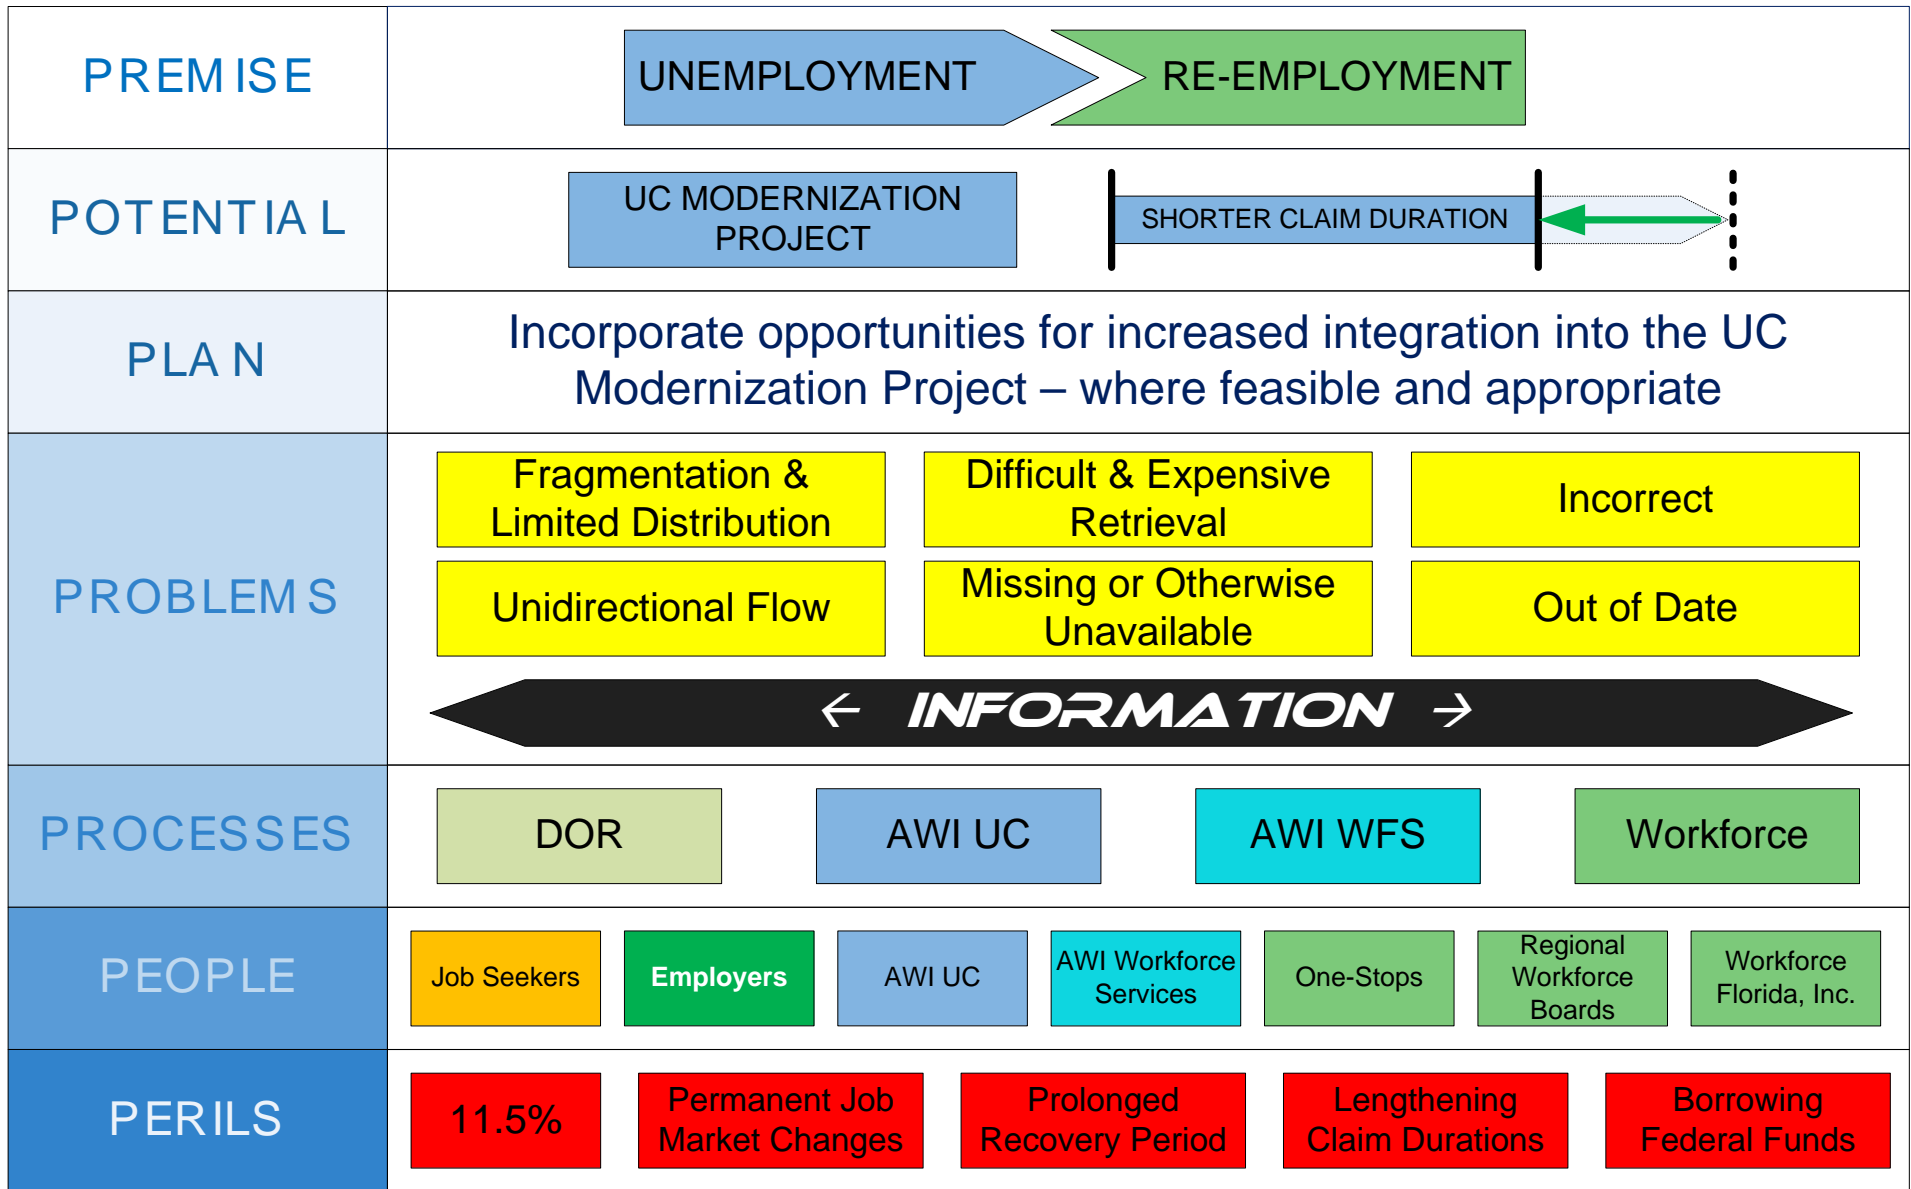 PREMISE
UNEMPLOYMENT
RE-EMPLOYMENT
POTENTIAL
UC MODERNIZATION
PROJECT
SHORTER CLAIM DURATION
PLAN
Incorporate opportunities for increased integration into the UC
Modernization Project – where feasible and appropriate
PROBLEMS
Fragmentation &
Limited Distribution
Difficult & Expensive
Retrieval
Incorrect
Unidirectional Flow
Missing or Otherwise
Unavailable
Out of Date
← INFORMATION →
PROCESSES
DOR
AWI UC
AWI WFS
Workforce
PEOPLE
Job Seekers
Employers
AWI UC
AWI Workforce
Services
One-Stops
Regional
Workforce
Boards
Workforce
Florida, Inc.
PERILS
11.5%
Permanent Job
Market Changes
Prolonged
Recovery Period
Lengthening
Claim Durations
Borrowing
Federal Funds